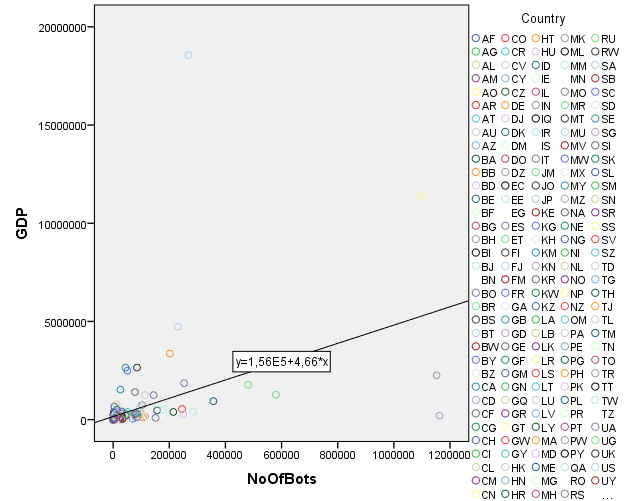 Country
20000000
15000000
10000000
5000000
0
GDP
y=1,56E5+4,66*x
0 200000 400000 600000 800000 1000000 1200000
NoOfBots
AF CO HT MK RU
AG CR HU ML RW
AL CV ID MM SA
AM CY IE MN SB
AO CZ IL MO SC
AR DE IN MR SD
AT DJ IQ MT SE
AU DK IR MU SG
AZ DM IS MV SI
BA DO IT MW SK
BB DZ JM MX SL
BD EC JO MY SM
BE EE JP MZ SN
BF EG KE NA SR
BG ES KG NE SS
BH ET KH NG SV
BI FI KM NI SZ
BJ FJ KN NL TD
BN FM KR NO TG
BO FR KW NP TH
BR GA KZ NZ TJ
BS GB LA OM TL
BT GD LB PA TM
BW GE LK PE TN
BY GF LR PG TO
BZ GM LS PH TR
CA GN LT PK TT
CD GQ LU PL TW
CF GR LV PR TZ
CG GT LY PT UA
CH GW MA PW UG
CI GY MD PY UK
CL HK ME QA US
CM HN MG RO UY
CN HR MH RS ...